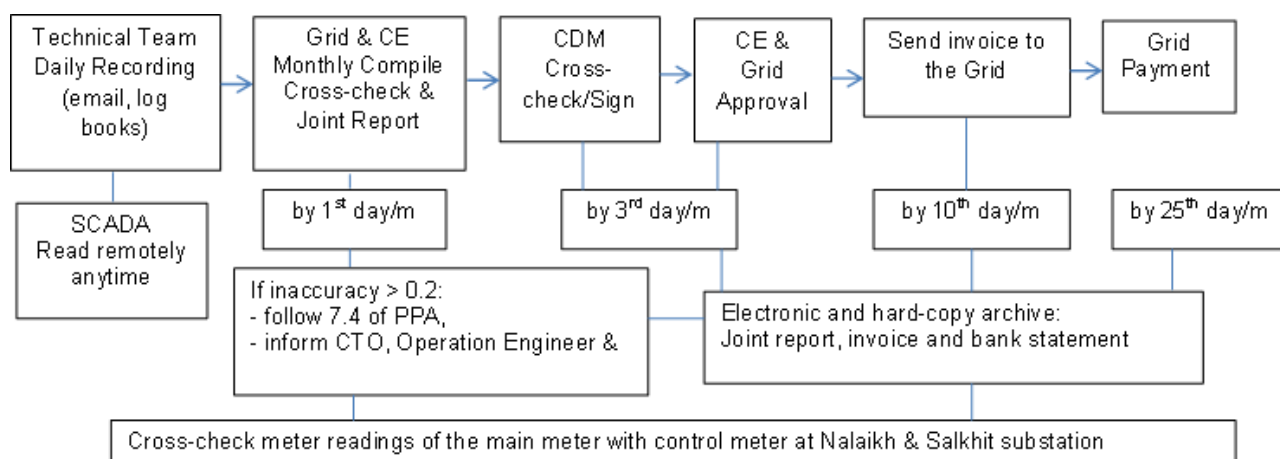 Technical Team
Daily Recording
(email, log
books)
Grid & CE
Monthly Compile
Cross-check &
Joint Report
CDM
Cross-
check/Sign
CE &
Grid
Approval
Send invoice to
the Grid
Grid
Payment
SCADA
Read remotely
anytime
by 1st day/m
by 3rd day/m
by 10th day/m
by 25th day/m
If inaccuracy > 0.2:
- follow 7.4 of PPA,
- inform CTO, Operation Engineer &
Electronic and hard-copy archive:
Joint report, invoice and bank statement
Cross-check meter readings of the main meter with control meter at Nalaikh & Salkhit substation